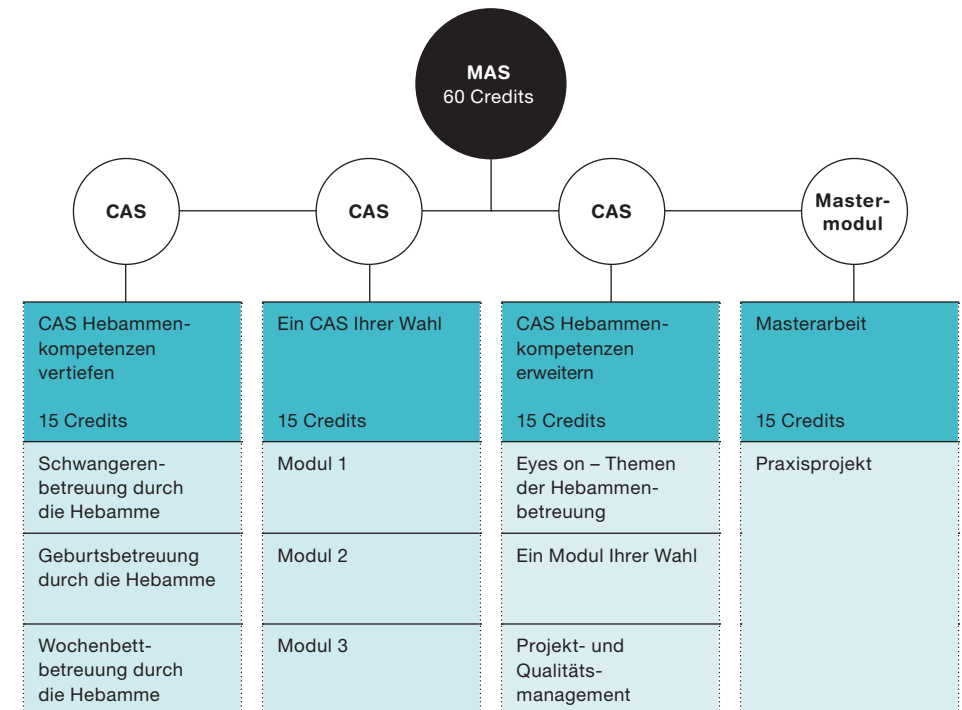 MAS
60 Credits
CAS
CAS
CAS
Master-
modul
CAS Hebammen-
kompetenzen
vertiefen
15 Credits
Schwangeren-
betreuung durch
die Hebamme
Geburtsbetreuung
durch die Hebamme
Wochenbett-
betreuung durch
die Hebamme
Ein CAS Ihrer Wahl
15 Credits
Modul 1
Modul 2
Modul 3
CAS Hebammen-
kompetenzen
erweitern
15 Credits
Eyes on – Themen
der Hebammen-
betreuung
Ein Modul Ihrer Wahl
Projekt- und
Qualitäts-
management
Masterarbeit
15 Credits
Praxisprojekt